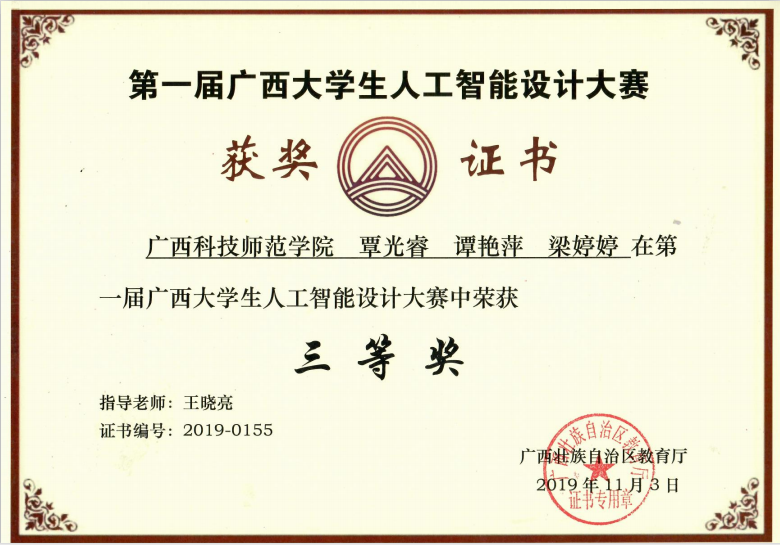 第一届广西大学生人工智能设计大赛
获奖 证书
广西科技师范学院 覃光睿 谭艳萍 梁婷婷 在第
一届广西大学生人工智能设计大赛中荣获
三等奖
指导老师：王晓亮
证书编号：2019-0155
广西壮族自治区教育厅
2019年11月3日
广西壮族自治区教育厅
证书专用章